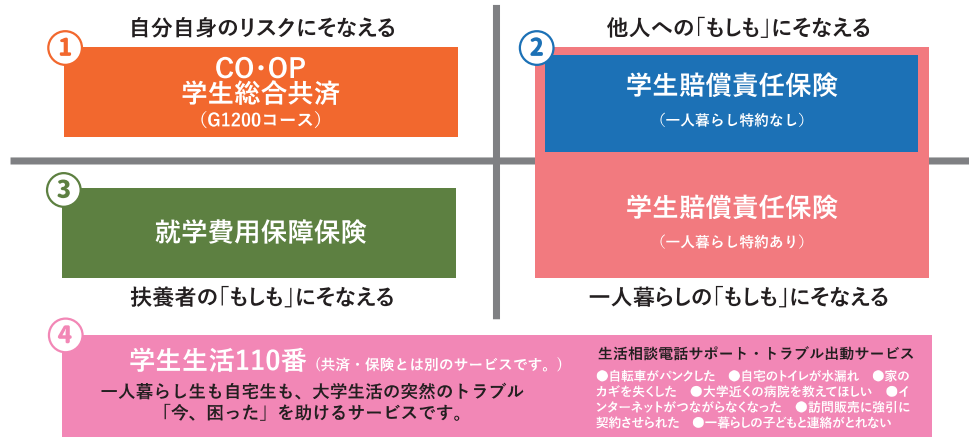 自分自身のリスクにそなえる
1
CO・OP
学生総合共済
（G1200コース）
他人への「もしも」にそなえる
2
学生賠償責任保険
（一人暮らし特約なし）
3
就学費用保障保険
扶養者の「もしも」にそなえる
学生賠償責任保険
（一人暮らし特約あり）
一人暮らしの「もしも」にそなえる
4
学生生活110番（共済・保険とは別のサービスです。）
一人暮らし生も自宅生も、大学生活の突然のトラブル
「今、困った」を助けるサービスです。
生活相談電話サポート・トラブル出動サービス
●自転車がパンクした ●自宅のトイレが水漏れ ●家の
カギを失くした ●大学近くの病院を教えてほしい ●イ
ンターネットがつながらなくなった ●訪問販売に強引に
契約させられた ●一暮らしの子どもと連絡がとれない